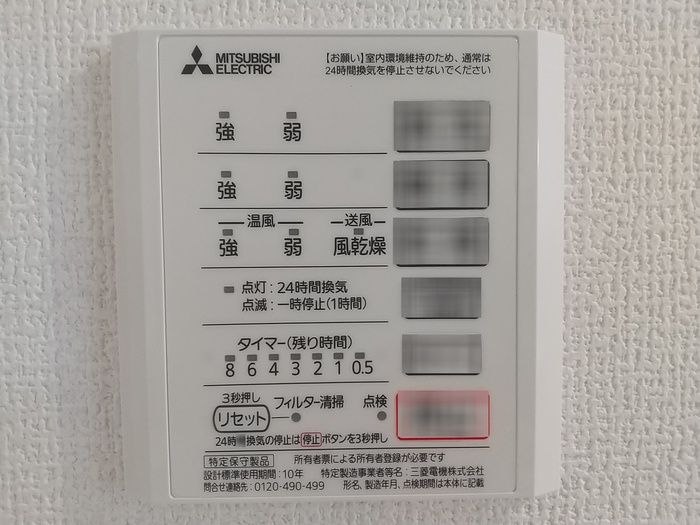 MITSUBISHI
ELECTRIC
【お願い】室内環境維持のため、通常は
24時間換気を停止させないでください
強 弱
強 弱
温風 送風
強 弱 風乾燥
点灯:24時間換気
点滅:一時停止(1時間)
タイマー(残り時間)
8 6 4 3 2 1 0.5
3秒押し
リセット フィルター清掃 点検
24時 換気の停止は 停止 ボタンを3秒押し
特定保守製品 所有者票による所有者登録が必要です
設計標準使用期間:10年 特定製造事業者等名:三菱電機株式会社
問合せ連絡先:0120-490-499 形名、製造年月、点検期間は本体に記載